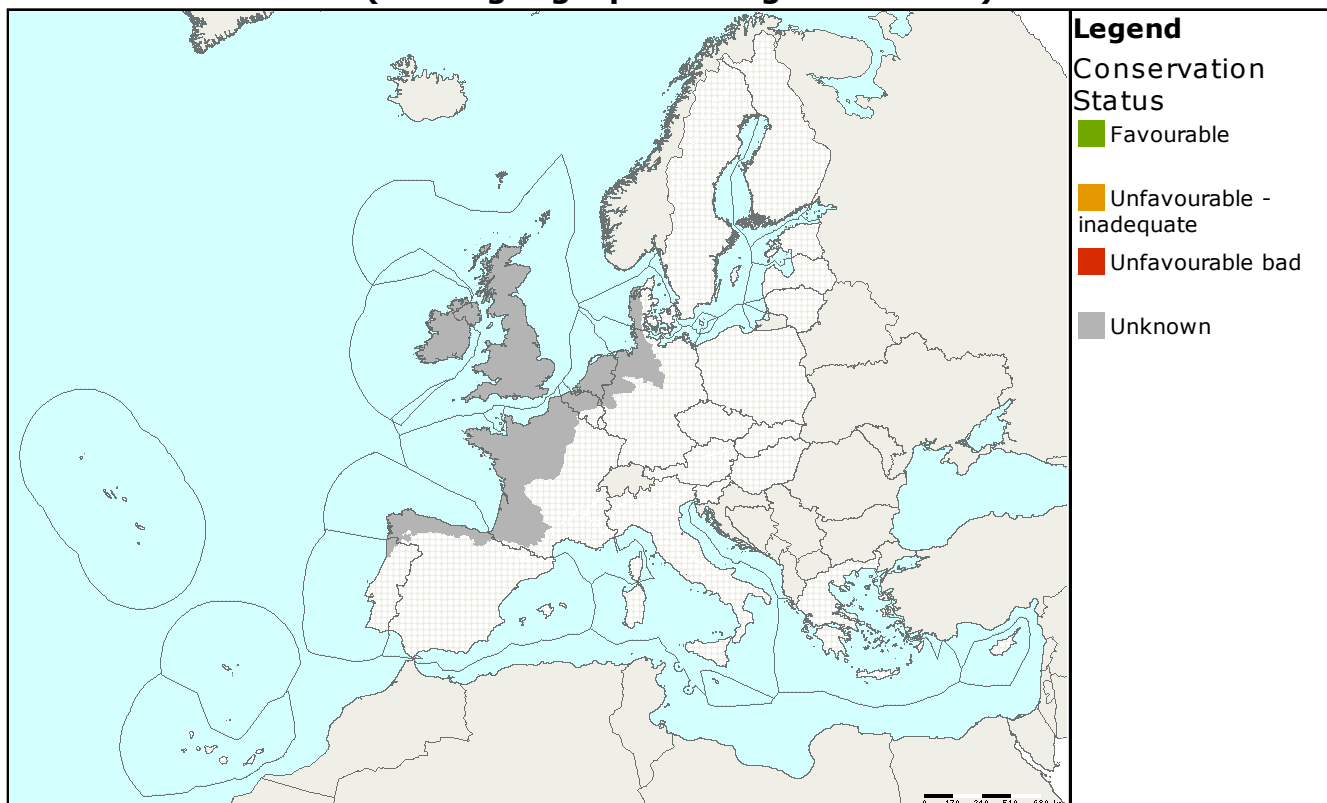 Legend
Conservation
Status
Favourable
Unfavourable -
inadequate
Unfavourable bad
Unknown